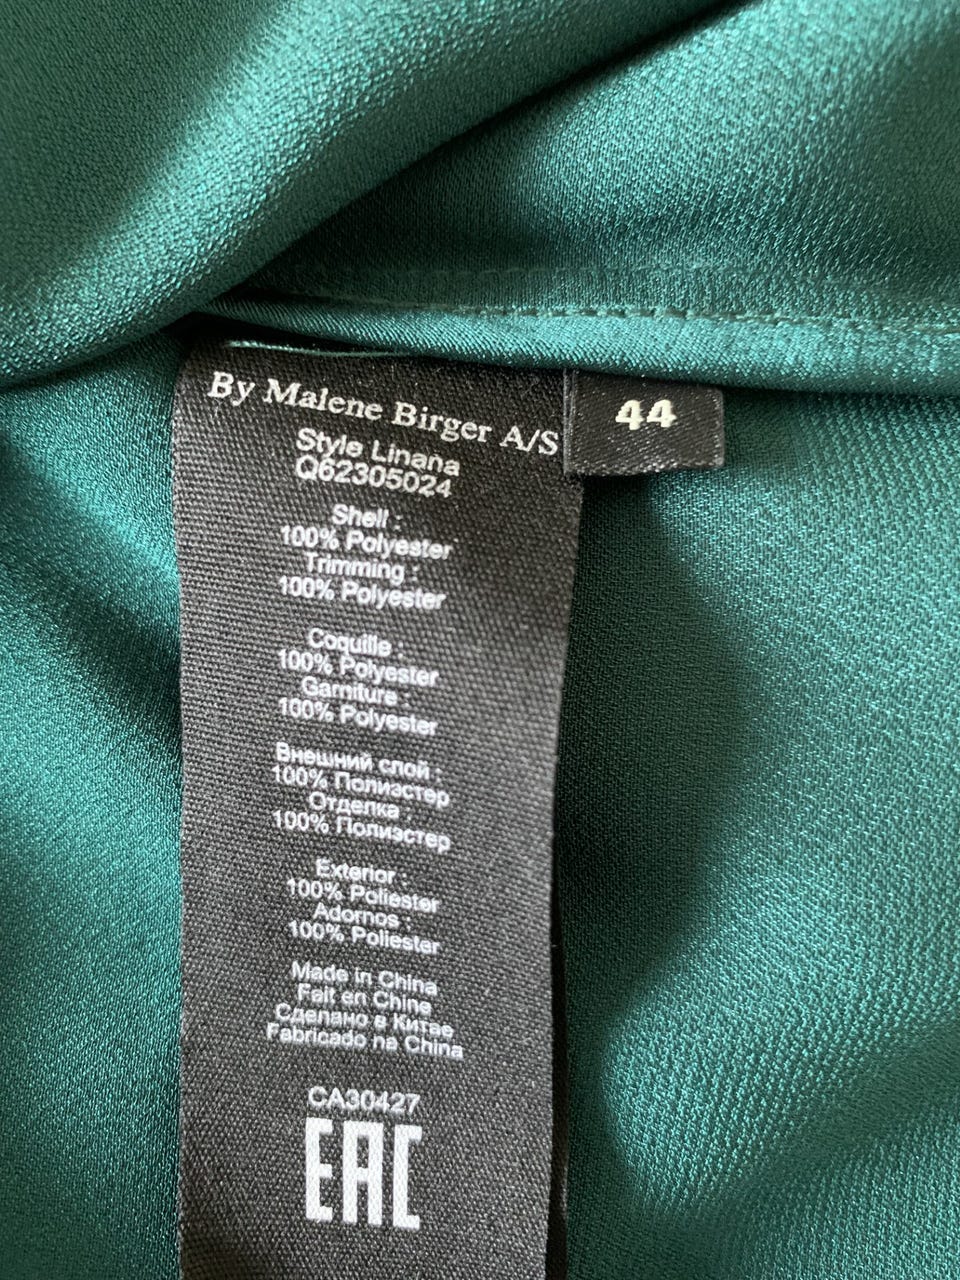 By Malene Birger A/S
44
Style Linana
Q62305024
Shell :
100% Polyester
Trimming :
100% Polyester
Coquille :
100% Polyester
Garniture :
100% Polyester
Внешний слой :
100% Полиэстер
Отделка :
100% Полиэстер
Exterior :
100% Poliester
Adornos :
100% Poliester
Made in China
Fait en Chine
Сделано в Китае
Fabricado na China
CA30427
EAC